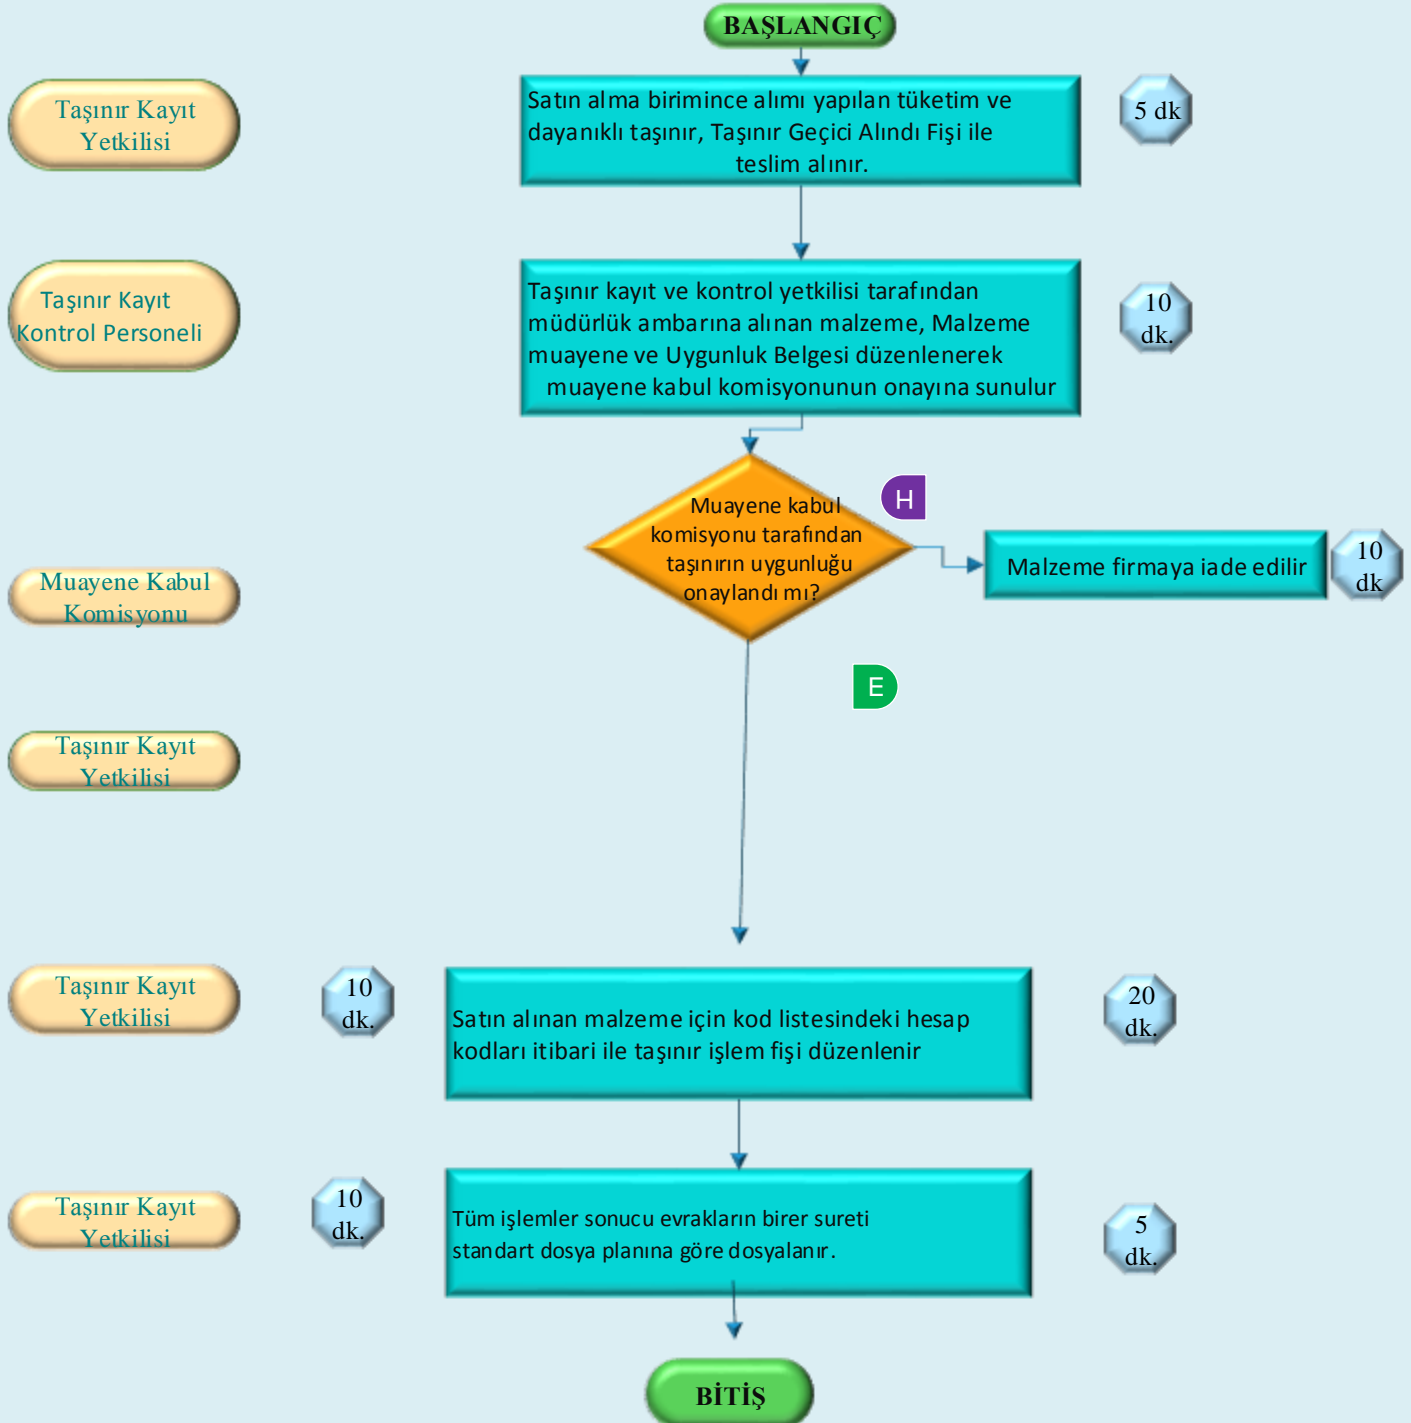 BAŞLANGIÇ
Taşınır Kayıt
Yetkilisi
Satın alma birimince alımı yapılan tüketim ve
dayanıklı taşınır, Taşınır Geçici Alındı Fişi ile
teslim alınır.
5 dk
Taşınır Kayıt
Kontrol Personeli
Taşınır kayıt ve kontrol yetkilisi tarafından
müdürlük ambarına alınan malzeme, Malzeme
muayene ve Uygunluk Belgesi düzenlenerek
muayene kabul komisyonunun onayına sunulur
10
dk.
Muayene Kabul
Komisyonu
Muayene kabul
komisyonu tarafından
taşınırın uygunluğu
onaylandı mı?
H
Malzeme firmaya iade edilir
10
dk
E
Taşınır Kayıt
Yetkilisi
Taşınır Kayıt
Yetkilisi
10
dk.
Satın alınan malzeme için kod listesindeki hesap
kodları itibari ile taşınır işlem fişi düzenlenir
20
dk.
Taşınır Kayıt
Yetkilisi
10
dk.
Tüm işlemler sonucu evrakların birer sureti
standart dosya planına göre dosyalanır.
5
dk.
BİTİŞ